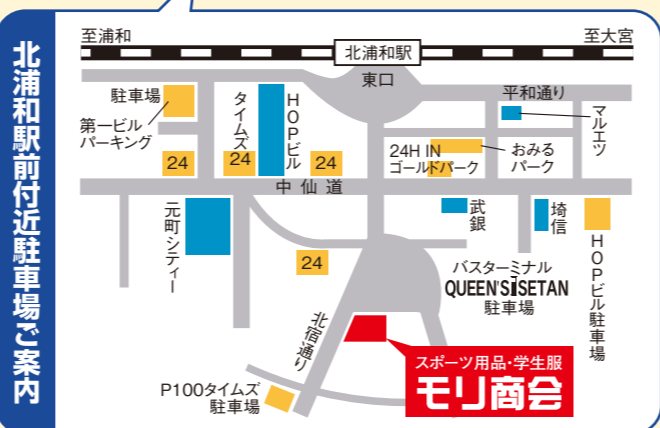 北浦和駅前付近駐車場ご案内
至浦和
北浦和駅
至大宮
東口
駐車場
第一ビル
パーキング
24
タイムズ
24
HOPビル
24
平和通り
マルエツ
24H IN
ゴールドパーク
おみる
パーク
中仙道
元町シティー
武銀
埼信
HOPビル駐車場
24
バスターミナル
QUEEN'S ISETAN
駐車場
北宿通り
P100タイムズ
駐車場
スポーツ用品・学生服
モリ商会